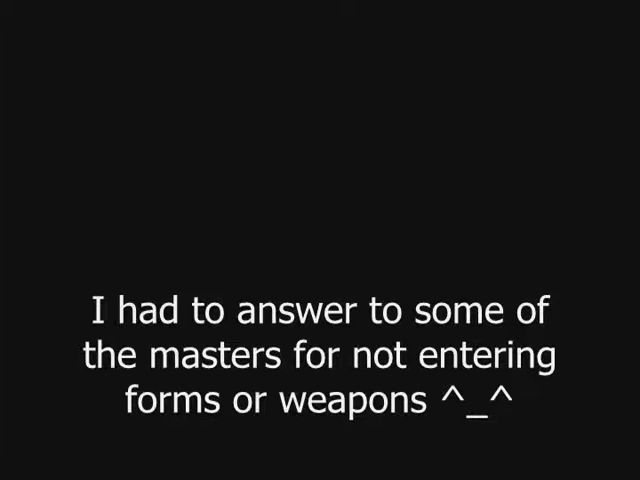 I had to answer to some of
the masters for not entering
forms or weapons ^_^